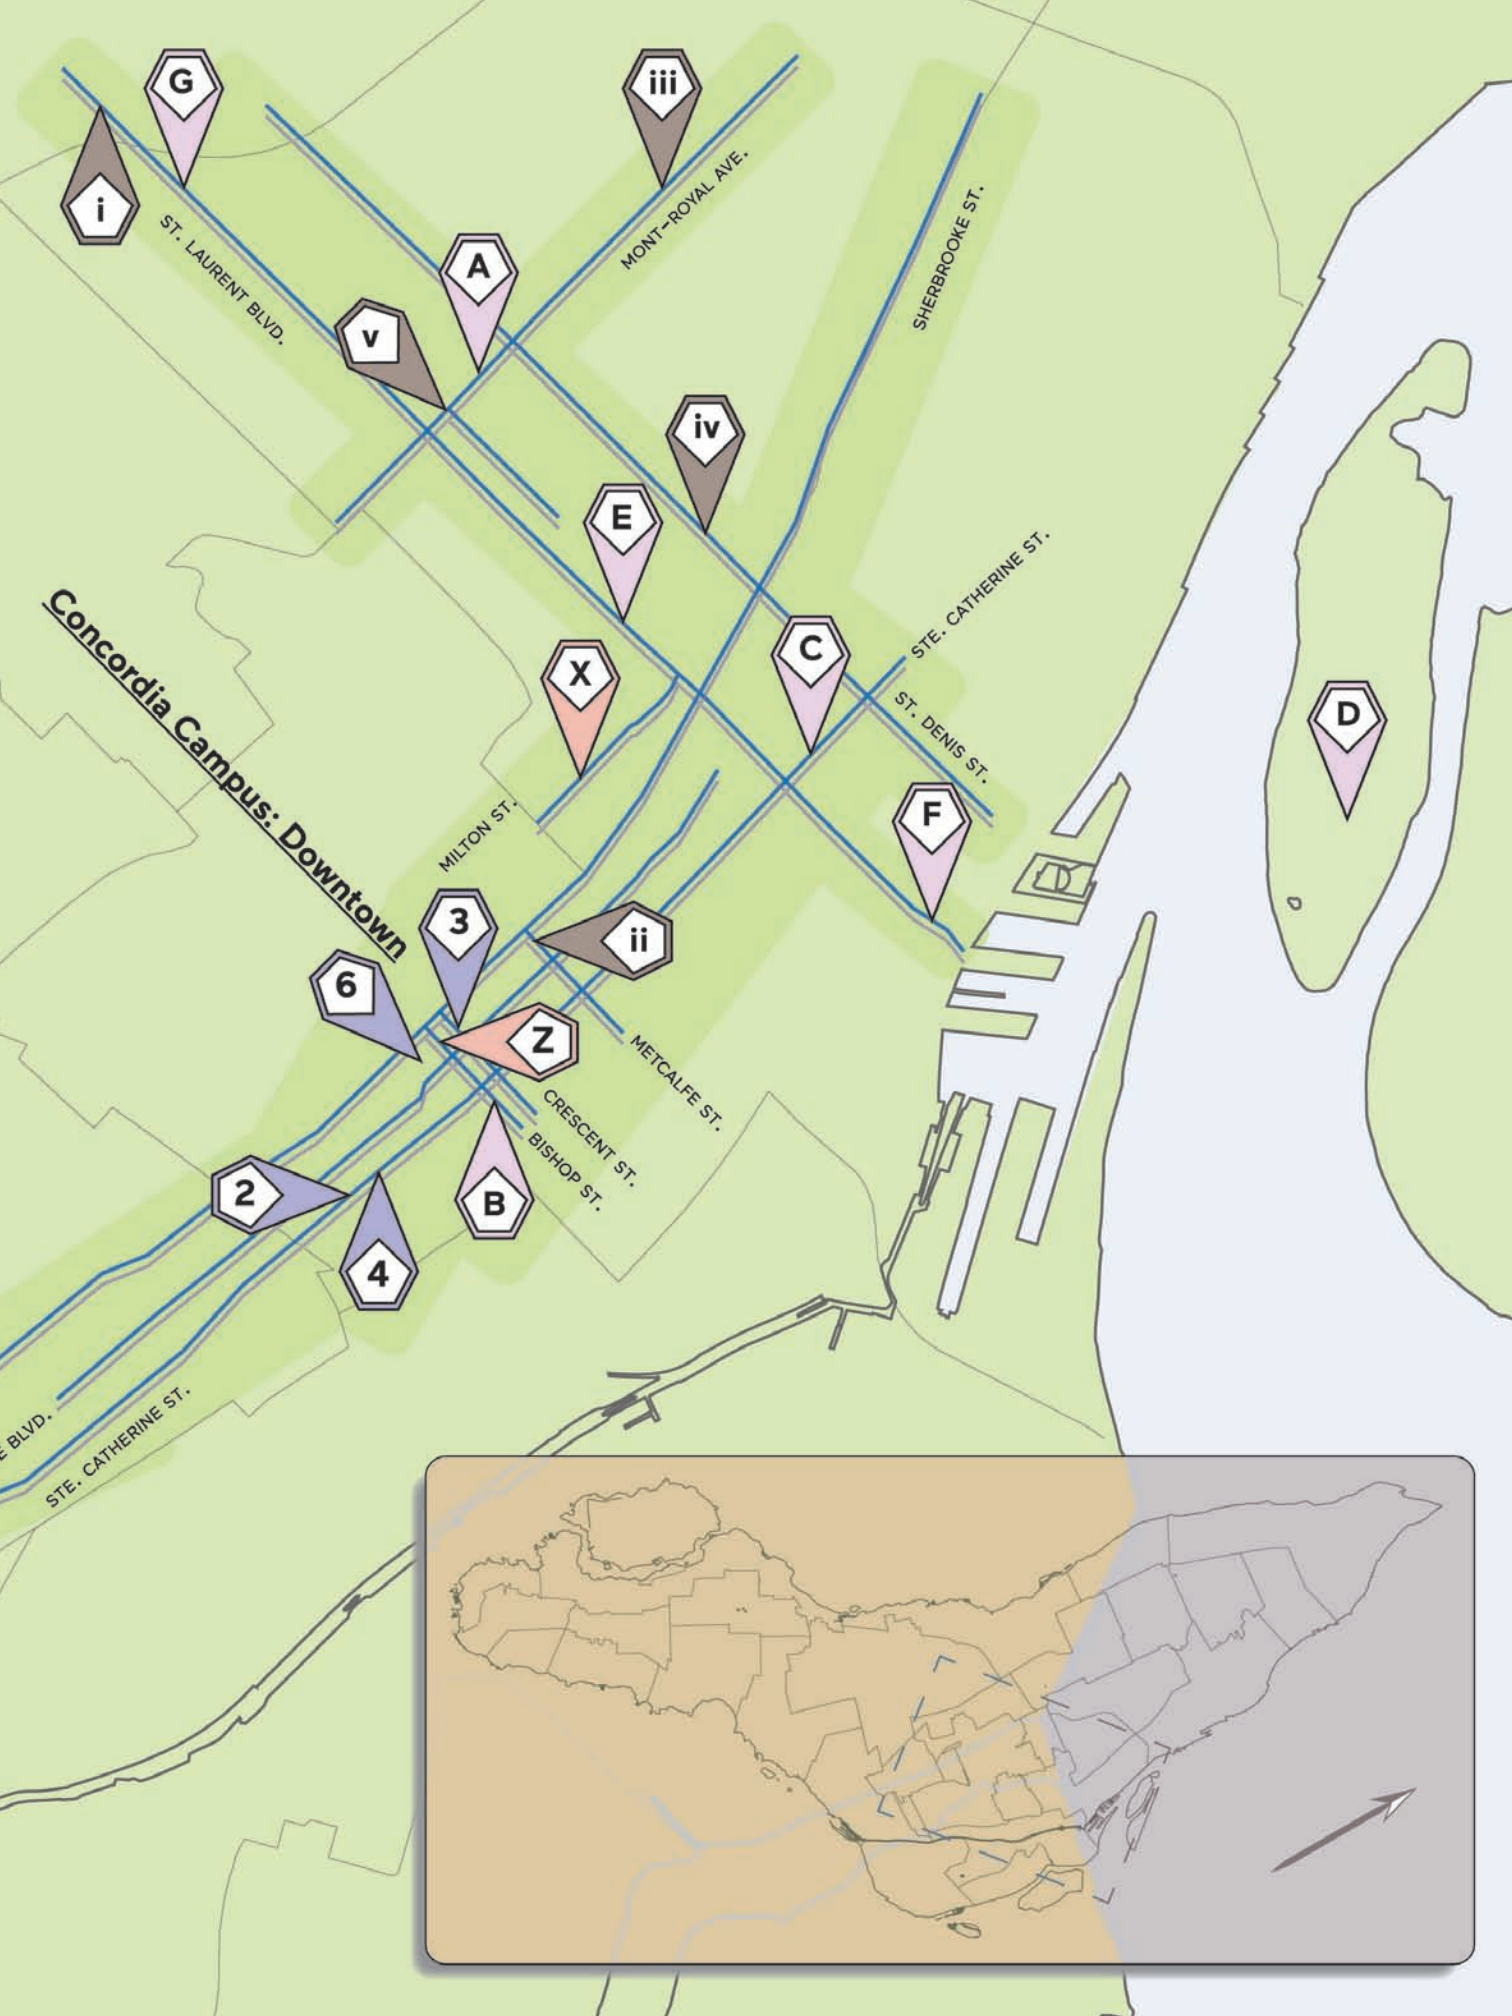 G
iii
i
ST. LAURENT BLVD.
MONT-ROYAL AVE.
SHERBROOKE ST.
A
v
iv
E
STE. CATHERINE ST.
Concordia Campus: Downtown
X
C
ST. DENIS ST.
D
F
MILTON ST.
3
ii
6
Z
METCALFE ST.
CRESCENT ST.
BISHOP ST.
2
B
4
E BLVD.
STE. CATHERINE ST.